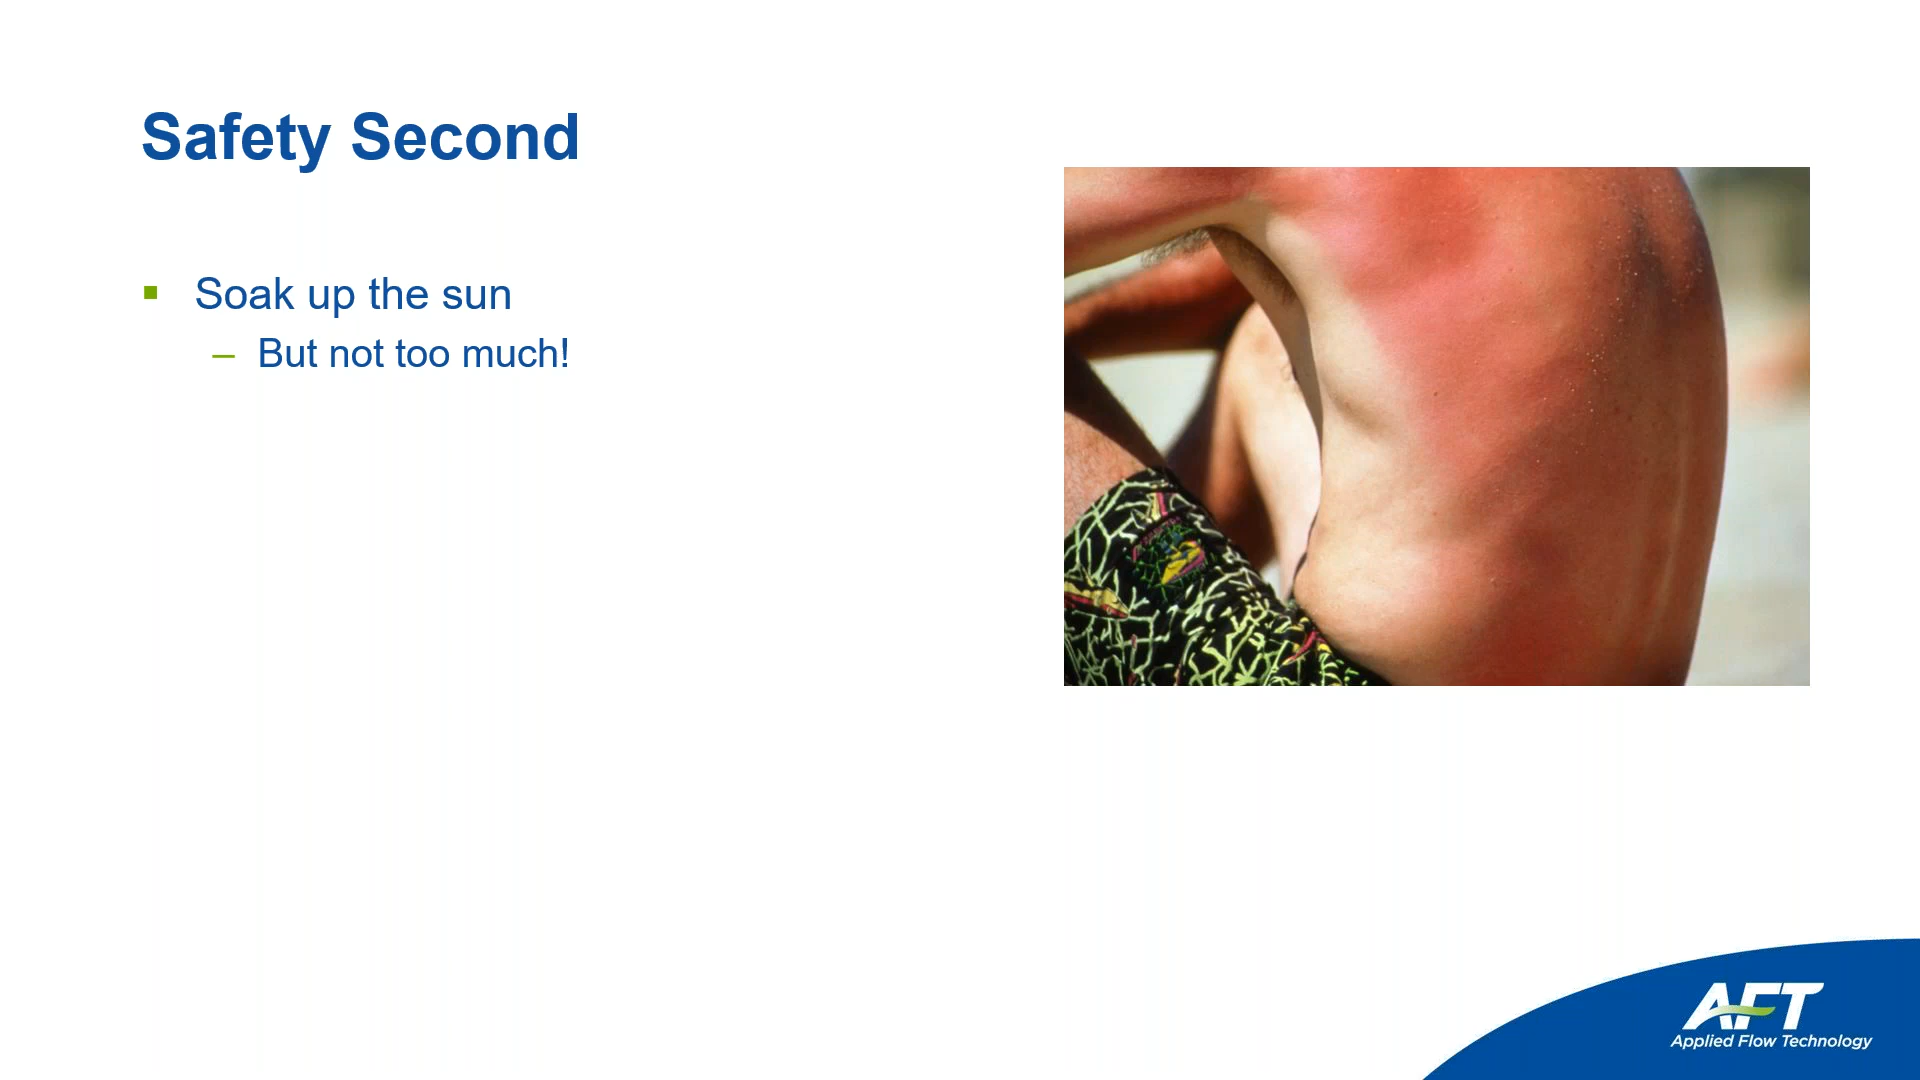 Safety Second
Soak up the sun
– But not too much!
AFT
Applied Flow Technology